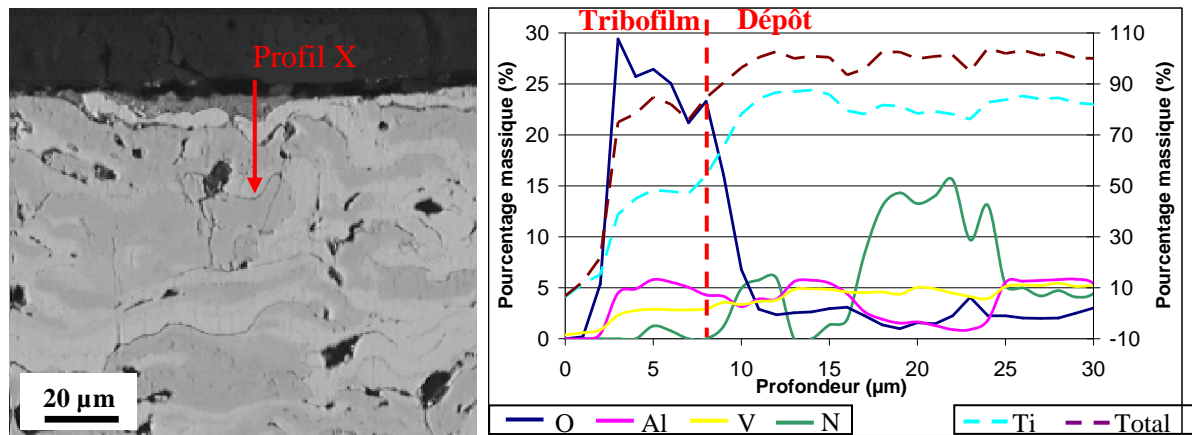 Profil X
20 µm
Tribofilm Dépôt
Pourcentage massique (%)
30
25
20
15
10
5
0
110
90
70
50
30
10
-10
Pourcentage massique (%)
0 5 10 15 20 25 30
Profondeur (µm)
O Al V N Ti Total